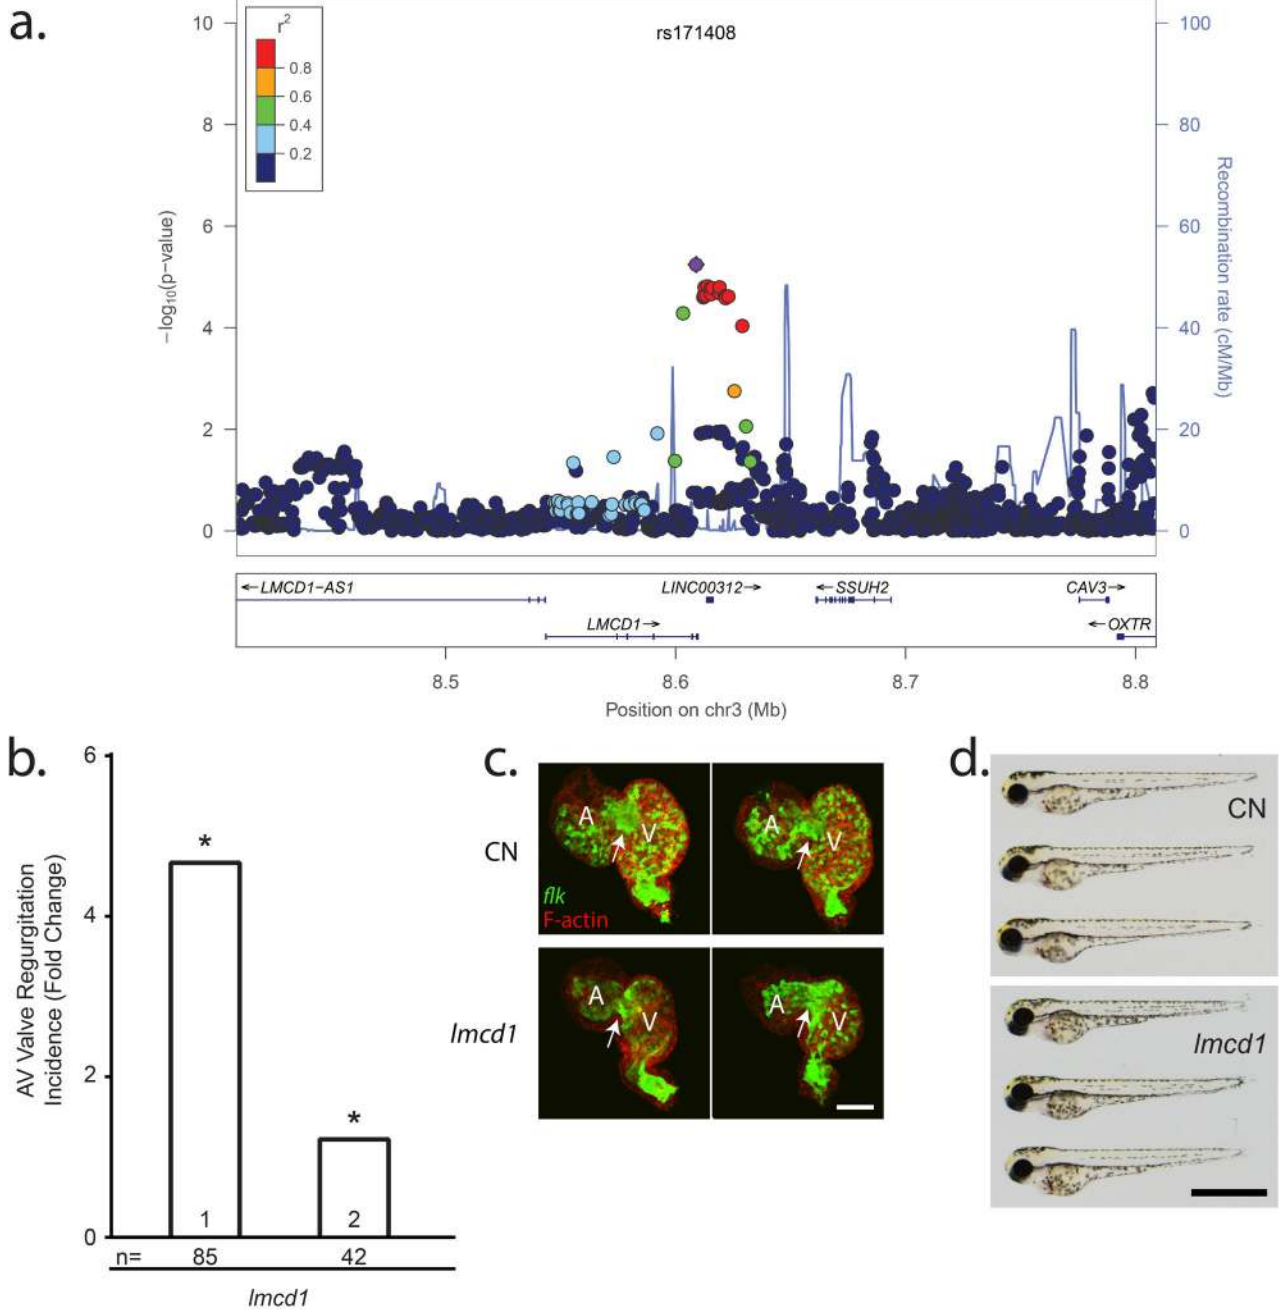 a.
r2
0.8
0.6
0.4
0.2
rs171408
10
8
6
4
2
0
−log10(p−value)
100
80
60
40
20
0
Recombination rate (cM/Mb)
←LMCD1−AS1
LINC00312→
←SSUH2
CAV3→
LMCD1→
←OXTR
8.5 8.6 8.7 8.8
Position on chr3 (Mb)
b.
6
4
2
0
AV Valve Regurgitation
Incidence (Fold Change)
* *
1 2
n= 85 42
lmcd1
c.
CN
A V A V
flk
F-actin
lmcd1
A V A V
d.
CN
lmcd1